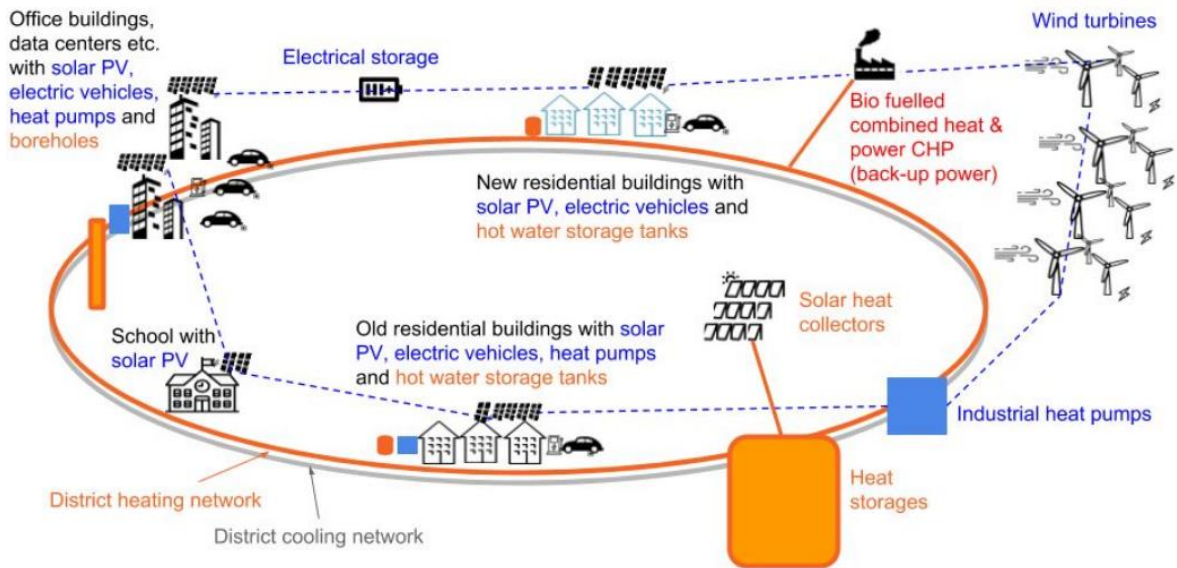 Office buildings,
data centers etc.
with solar PV,
electric vehicles,
heat pumps and
boreholes
Electrical storage
Wind turbines
Bio fuelled
combined heat &
power CHP
(back-up power)
New residential buildings with
solar PV, electric vehicles and
hot water storage tanks
Solar heat
collectors
School with
solar PV
Old residential buildings with solar
PV, electric vehicles, heat pumps
and hot water storage tanks
Industrial heat pumps
Heat
storages
District heating network
District cooling network